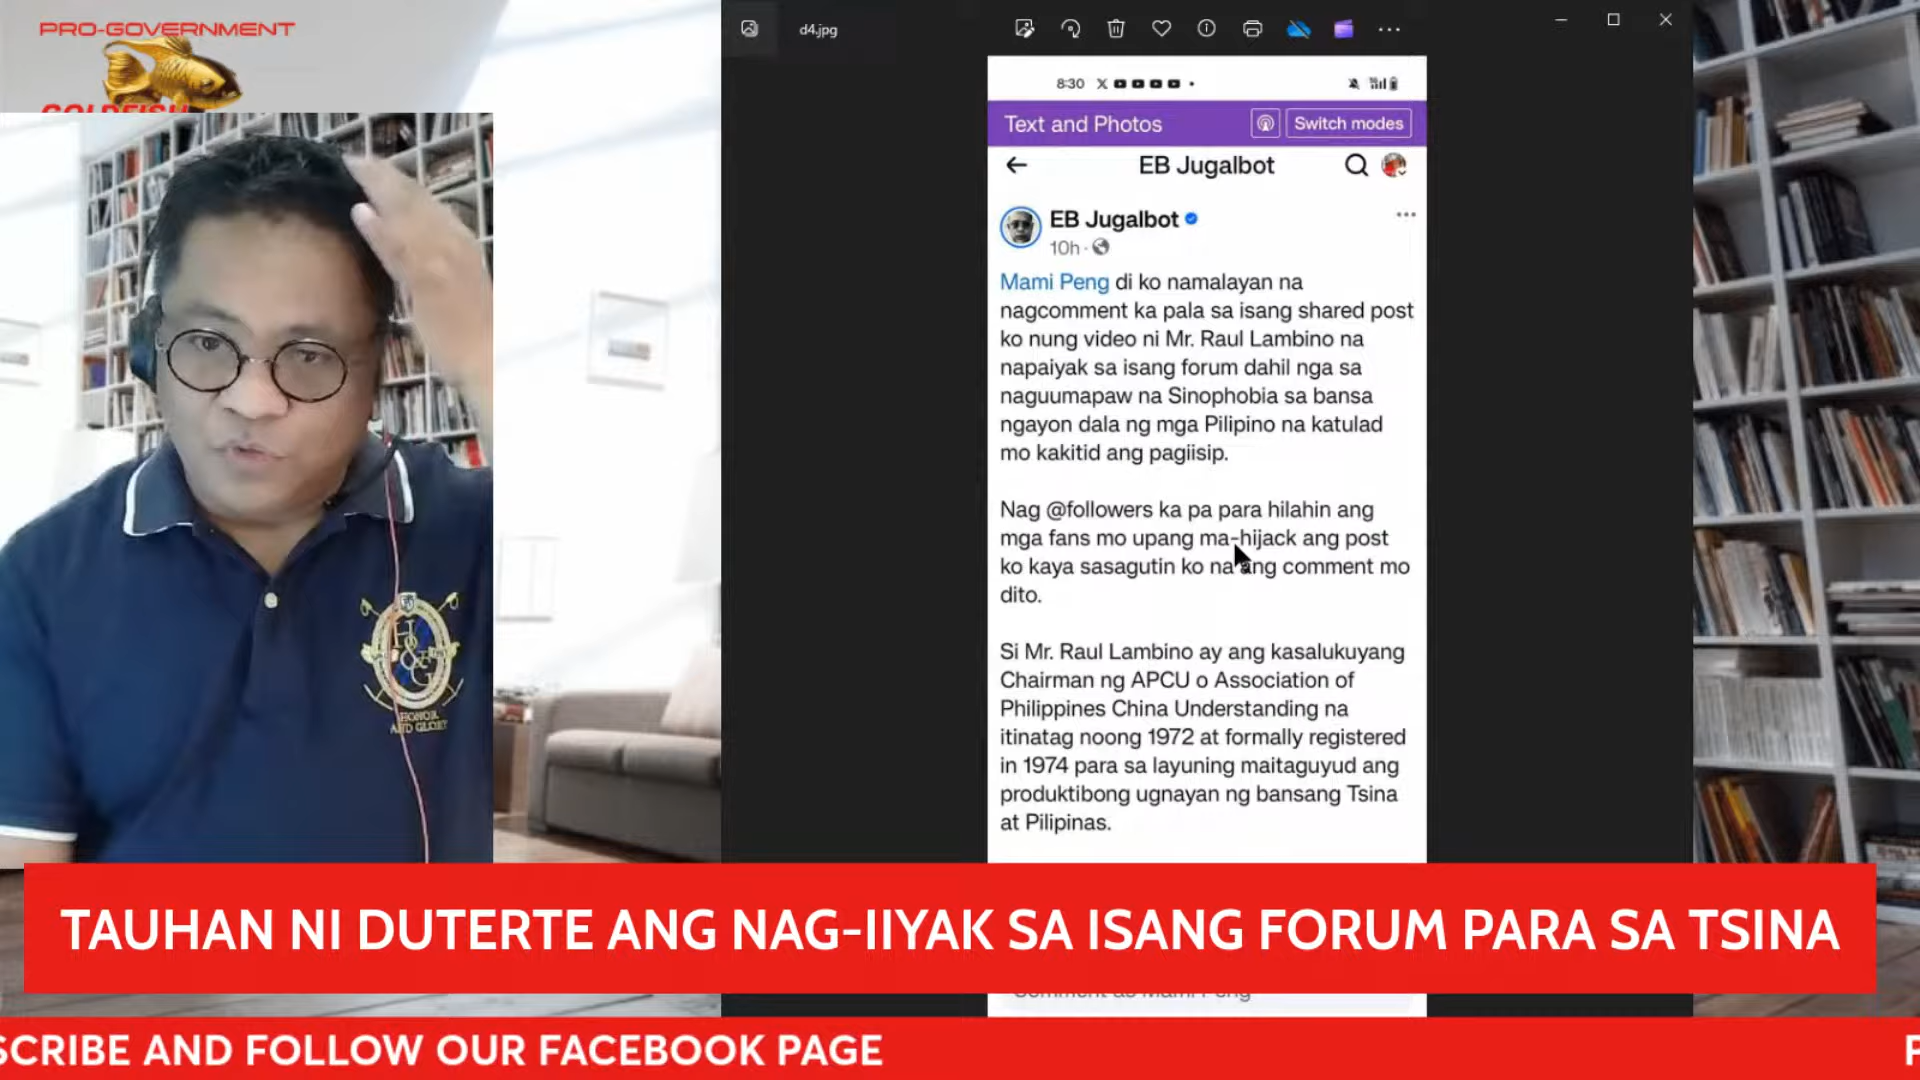 PRO-GOVERNMENT
GOLDFISH
d4.jpg
8:30
Text and Photos
Switch modes
EB Jugalbot
EB Jugalbot
10h
Mami Peng di ko namalayan na
nagcomment ka pala sa isang shared post
ko nung video ni Mr. Raul Lambino na
napaiyak sa isang forum dahil nga sa
naguumapaw na Sinophobia sa bansa
ngayon dala ng mga Pilipino na katulad
mo kakitid ang pagiisip.
Nag @followers ka pa para hilahin ang
mga fans mo upang ma-hijack ang post
ko kaya sasagutin ko na ang comment mo
dito.
Si Mr. Raul Lambino ay ang kasalukuyang
Chairman ng APCU o Association of
Philippines China Understanding na
itinatag noong 1972 at formally registered
in 1974 para sa layuning maitaguyud ang
produktibong ugnayan ng bansang Tsina
at Pilipinas.
Comment as Mami Peng
H&G
HONOR
AND GLORY
TAUHAN NI DUTERTE ANG NAG-IIYAK SA ISANG FORUM PARA SA TSINA
SCRIBE AND FOLLOW OUR FACEBOOK PAGE
P